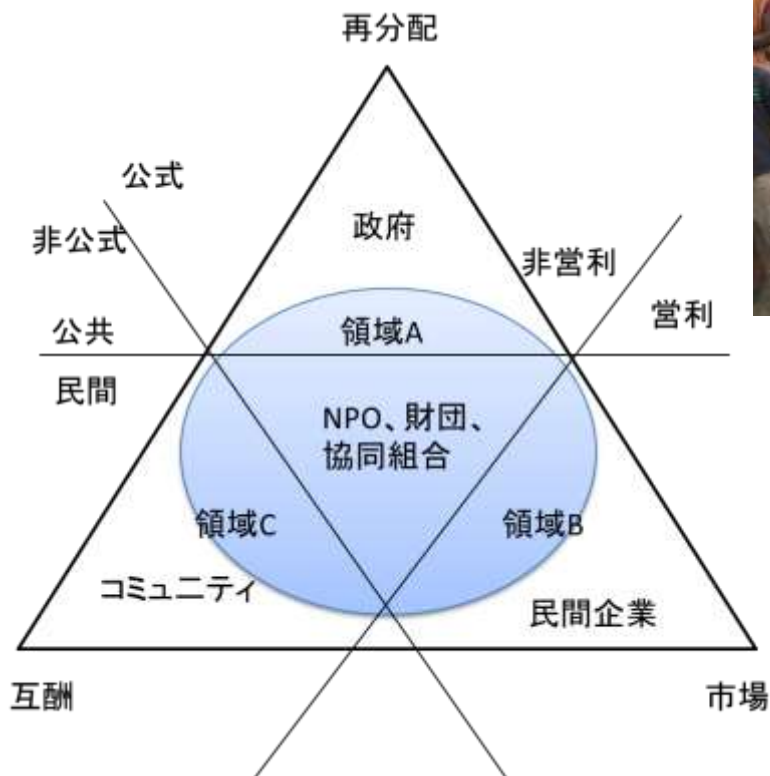 再分配
公式
政府
非公式
非営利
営利
公共
領域A
民間
NPO、財団、
協同組合
領域C
領域B
コミュニティ
民間企業
互酬
市場